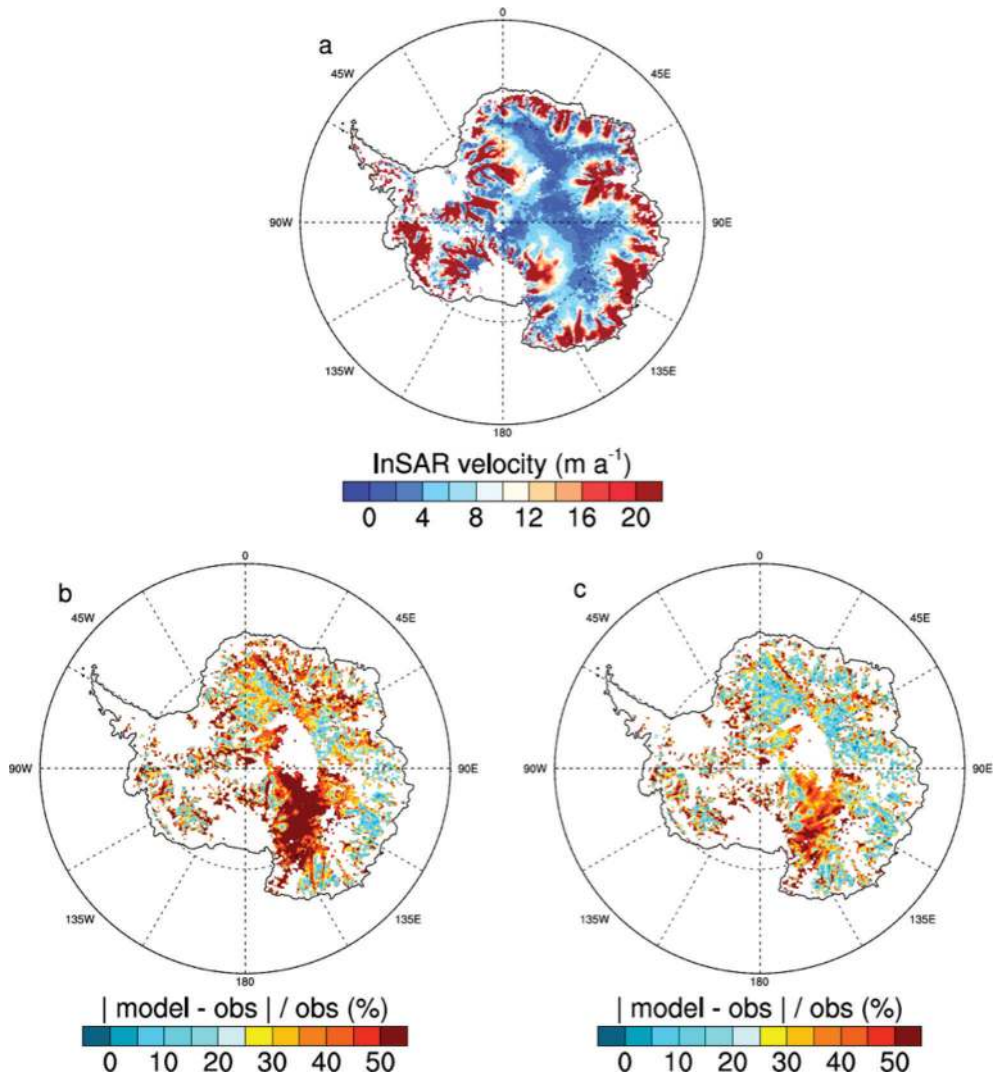 0
a
45W
45E
90W
90E
135W
135E
180
InSAR velocity (m a⁻¹)
0 4 8 12 16 20
0
b
45W
45E
90W
90E
135W
135E
180
| model - obs | / obs (%)
0 10 20 30 40 50
0
c
45W
45E
90W
90E
135W
135E
180
| model - obs | / obs (%)
0 10 20 30 40 50